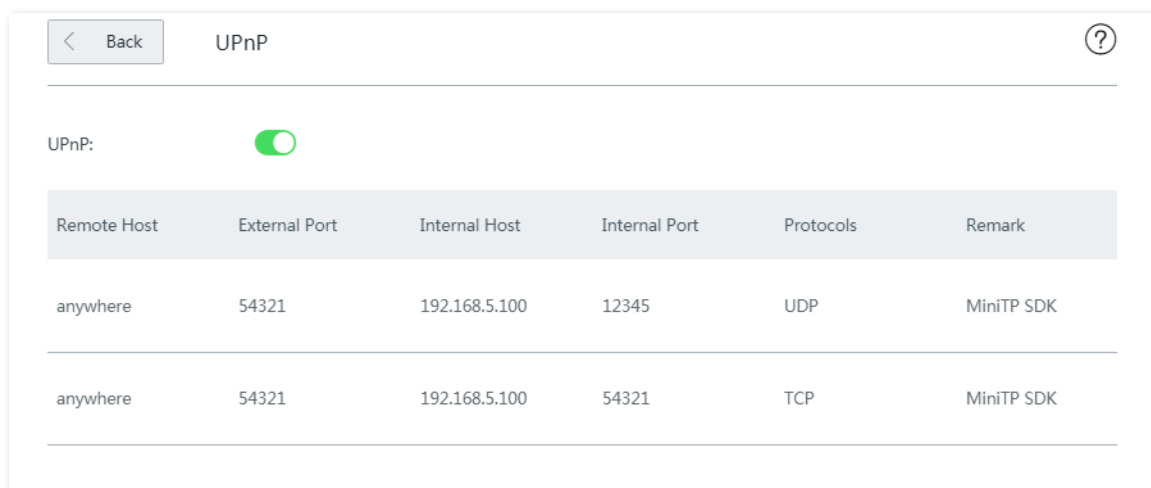 Back UPnP ?
UPnP:
Remote Host External Port Internal Host Internal Port Protocols Remark
anywhere 54321 192.168.5.100 12345 UDP MiniTP SDK
anywhere 54321 192.168.5.100 54321 TCP MiniTP SDK